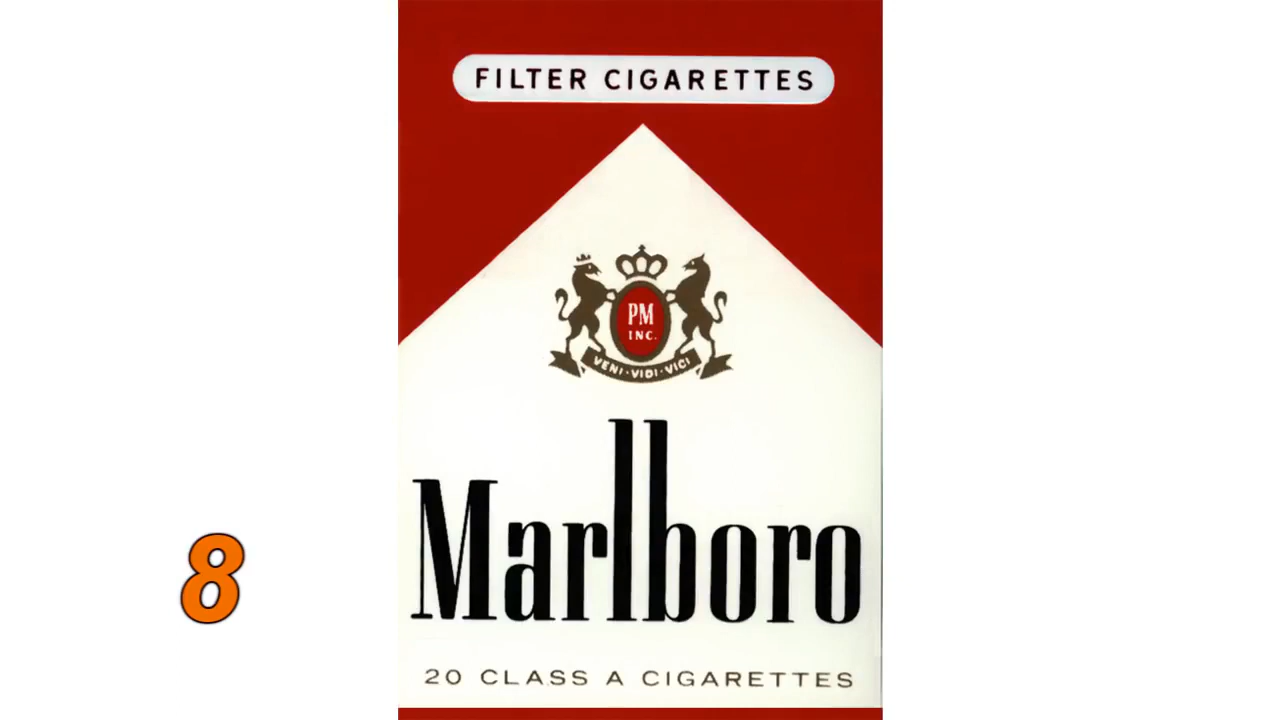 FILTER CIGARETTES
PM
INC.
VENI·VIDI·VICI
Marlboro
8
20 CLASS A CIGARETTES